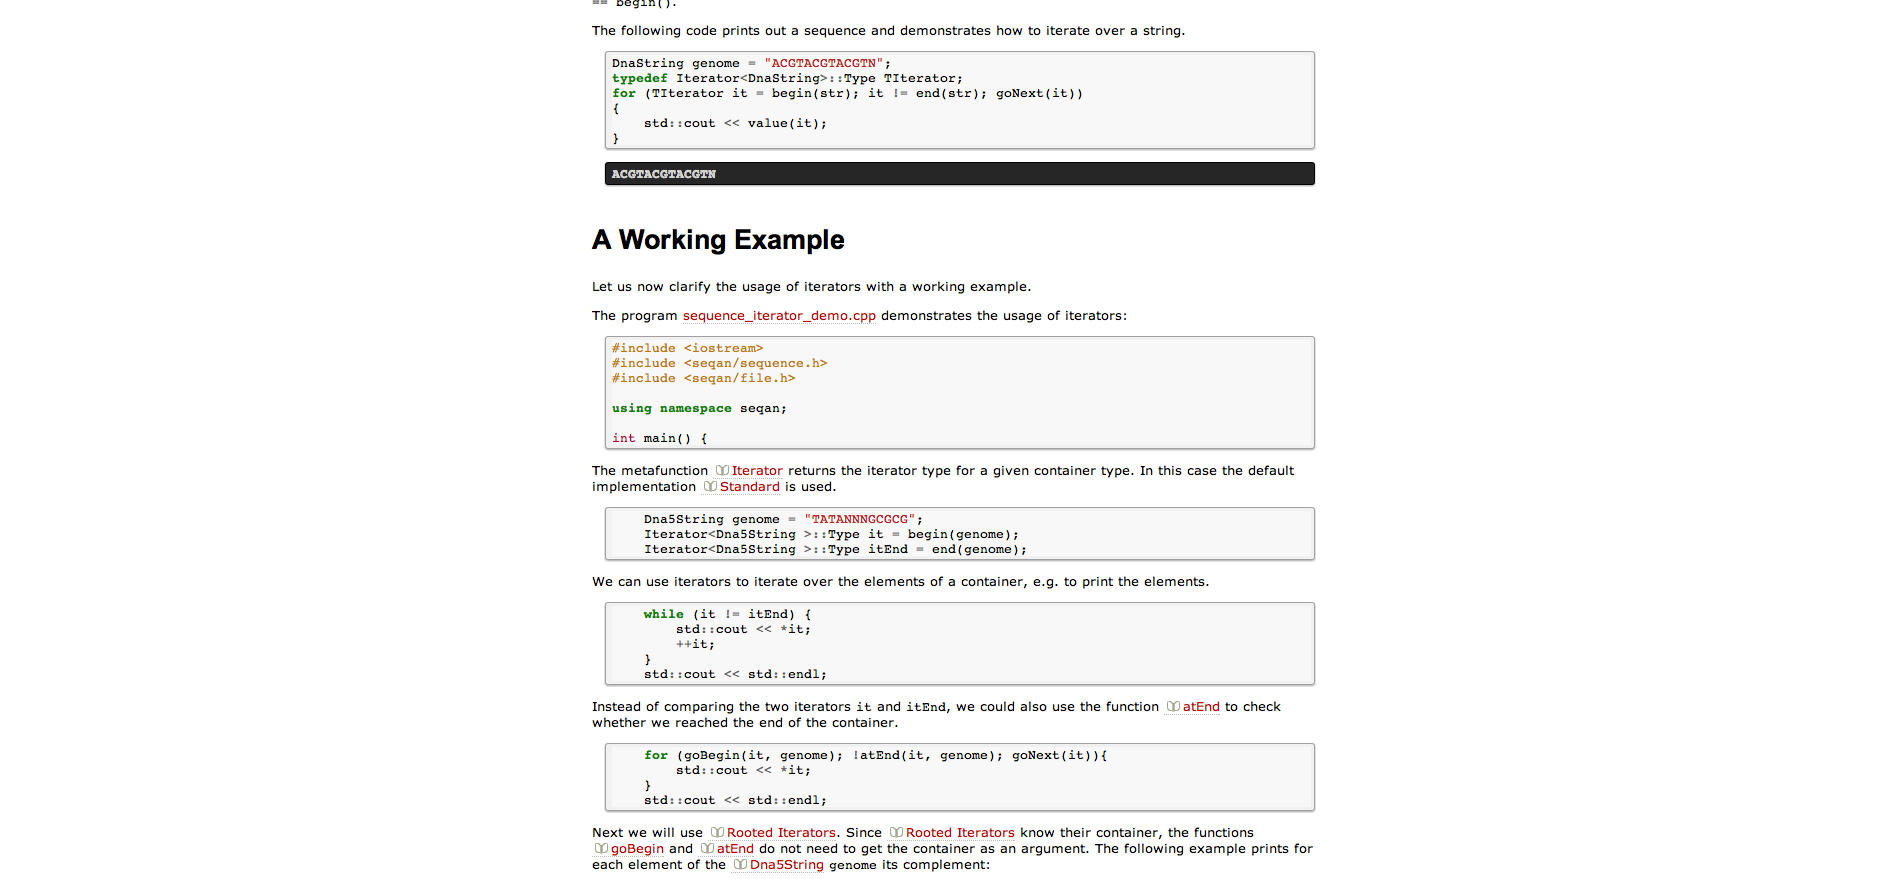 == begin().
The following code prints out a sequence and demonstrates how to iterate over a string.
DnaString genome = "ACGTACGTACGTN";
typedef Iterator<DnaString>::Type TIterator;
for (TIterator it = begin(str); it != end(str); goNext(it))
{
    std::cout << value(it);
}
ACGTACGTACGTN
A Working Example
Let us now clarify the usage of iterators with a working example.
The program sequence_iterator_demo.cpp demonstrates the usage of iterators:
#include <iostream>
#include <seqan/sequence.h>
#include <seqan/file.h>
using namespace seqan;
int main() {
The metafunction Iterator returns the iterator type for a given container type. In this case the default
implementation Standard is used.
    Dna5String genome = "TATANNNGCGCG";
    Iterator<Dna5String >::Type it = begin(genome);
    Iterator<Dna5String >::Type itEnd = end(genome);
We can use iterators to iterate over the elements of a container, e.g. to print the elements.
    while (it != itEnd) {
        std::cout << *it;
        ++it;
    }
    std::cout << std::endl;
Instead of comparing the two iterators it and itEnd, we could also use the function atEnd to check
whether we reached the end of the container.
    for (goBegin(it, genome); !atEnd(it, genome); goNext(it)){
        std::cout << *it;
    }
    std::cout << std::endl;
Next we will use Rooted Iterators. Since Rooted Iterators know their container, the functions
goBegin and atEnd do not need to get the container as an argument. The following example prints for
each element of the Dna5String genome its complement: